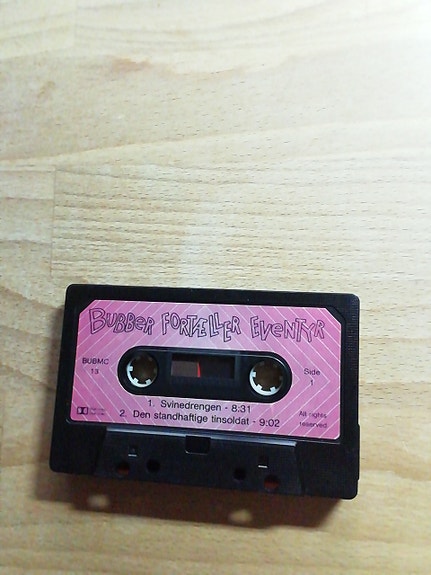 BUBBER FORTÆLLER EVENTYR
BUBMC
13
Side
1
1. Svinedrengen - 8:31
2. Den standhaftige tinsoldat - 9:02
All rights
reserved